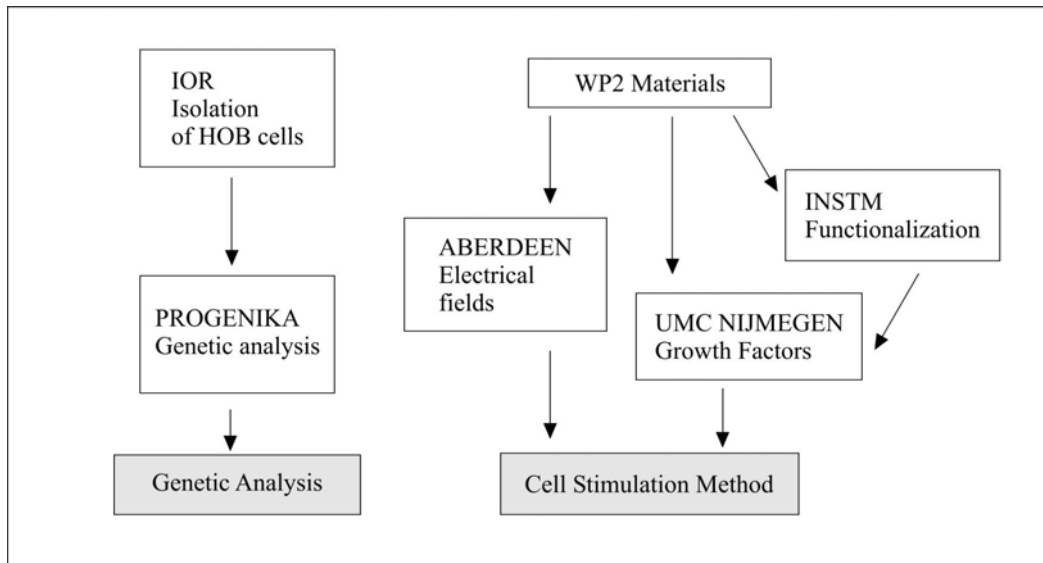 IOR
Isolation
of HOB cells
PROGENIKA
Genetic analysis
Genetic Analysis
WP2 Materials
ABERDEEN
Electrical
fields
INSTM
Functionalization
UMC NIJMEGEN
Growth Factors
Cell Stimulation Method